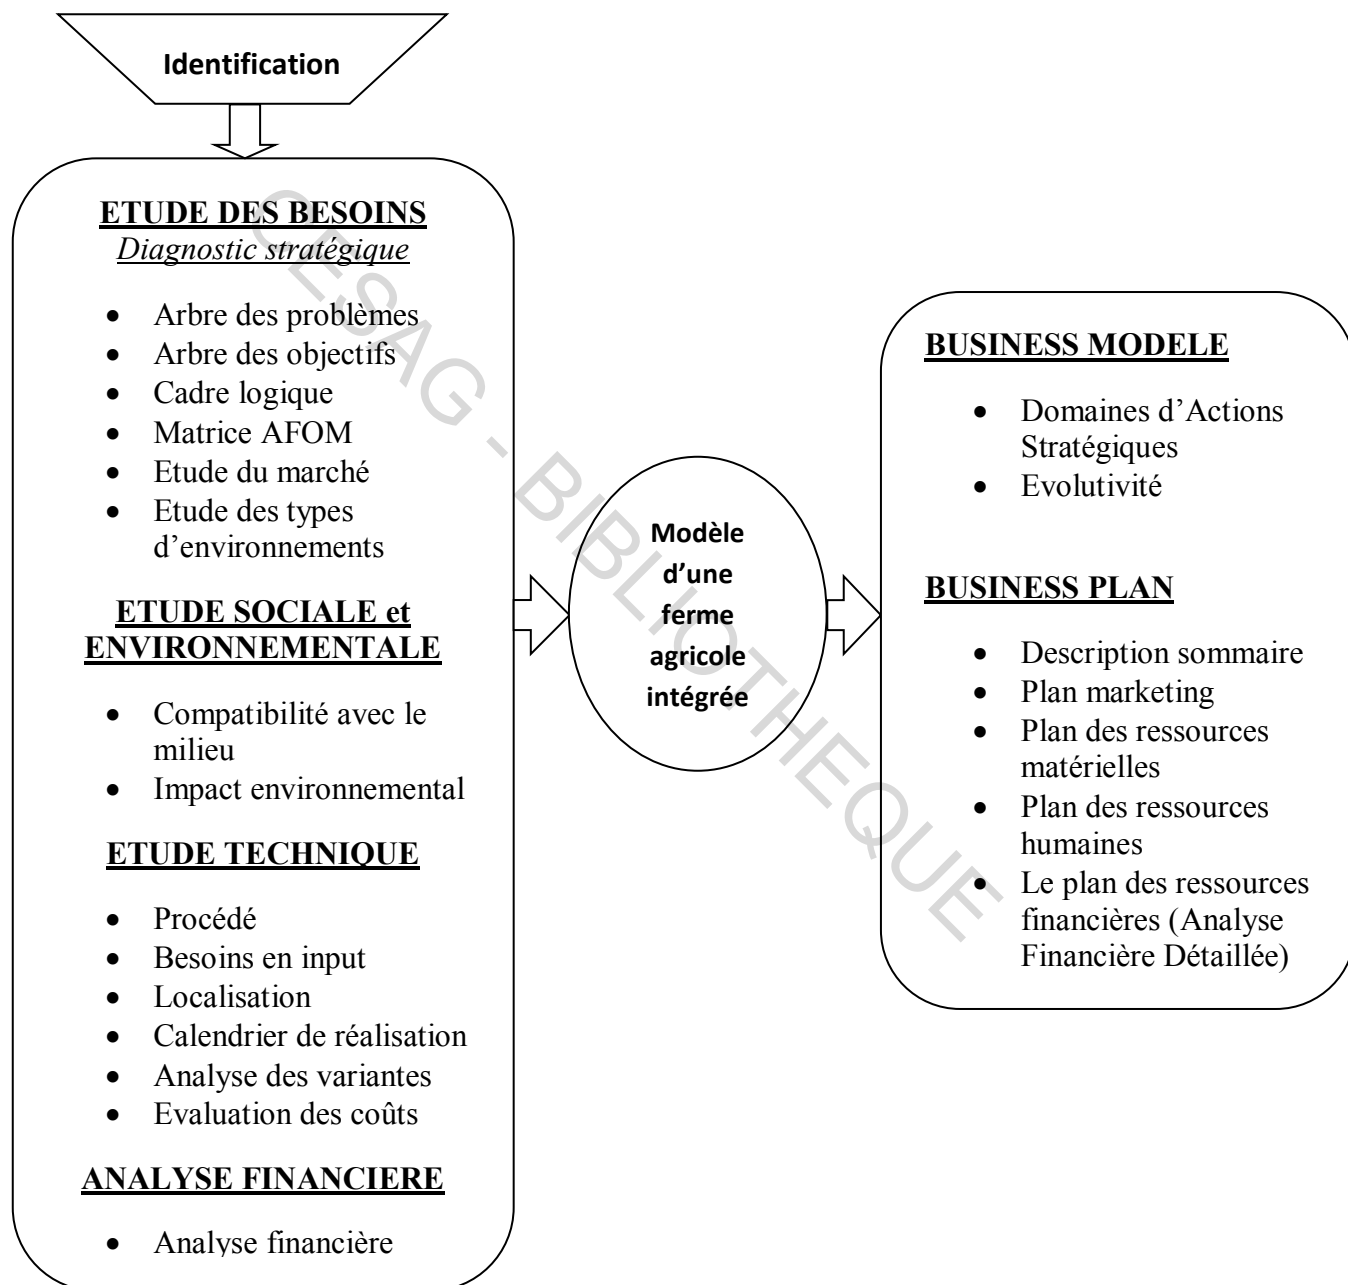 Identification
ETUDE DES BESOINS
Diagnostic stratégique
• Arbre des problèmes
• Arbre des objectifs
• Cadre logique
• Matrice AFOM
• Etude du marché
• Etude des types
d’environnements
ETUDE SOCIALE et
ENVIRONNEMENTALE
• Compatibilité avec le
milieu
• Impact environnemental
ETUDE TECHNIQUE
• Procédé
• Besoins en input
• Localisation
• Calendrier de réalisation
• Analyse des variantes
• Evaluation des coûts
ANALYSE FINANCIERE
• Analyse financière
Modèle
d’une
ferme
agricole
intégrée
BUSINESS MODELE
• Domaines d’Actions
Stratégiques
• Evolutivité
BUSINESS PLAN
• Description sommaire
• Plan marketing
• Plan des ressources
matérielles
• Plan des ressources
humaines
• Le plan des ressources
financières (Analyse
Financière Détaillée)
CESAG - BIBLIOTHEQUE